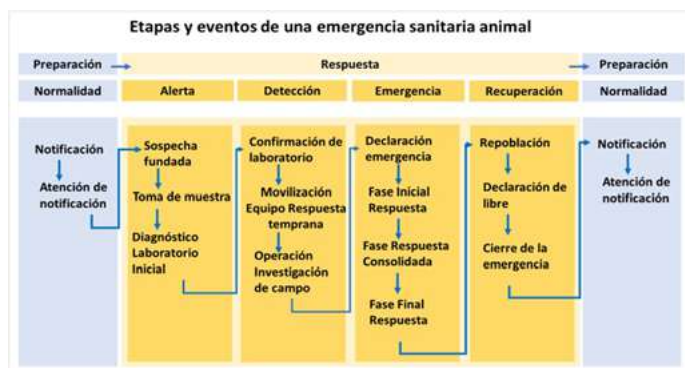 Etapas y eventos de una emergencia sanitaria animal
Preparación
Respuesta
Preparación
Normalidad
Alerta
Detección
Emergencia
Recuperación
Normalidad
Notificación
Atención de
notificación
Sospecha
fundada
Toma de muestra
Diagnóstico
Laboratorio
Inicial
Confirmación de
laboratorio
Movilización
Equipo Respuesta
temprana
Operación
Investigación
de campo
Declaración
emergencia
Fase Inicial
Respuesta
Fase Respuesta
Consolidada
Fase Final
Respuesta
Repoblación
Declaración de
libre
Cierre de la
emergencia
Notificación
Atención de
notificación